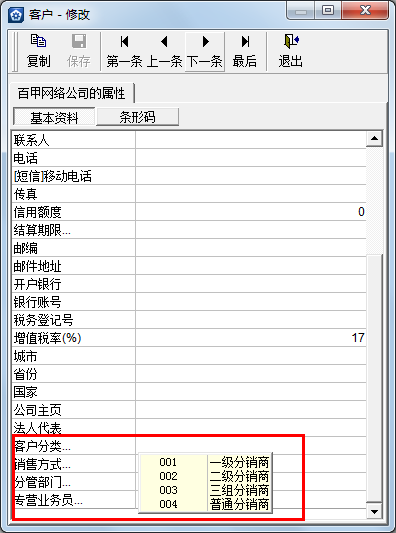 客户 - 修改
复制 保存 第一条 上一条 下一条 最后 退出
百甲网络公司的属性
基本资料 条形码
联系人
电话
[短信]移动电话
传真
信用额度 0
结算期限...
邮编
邮件地址
开户银行
银行账号
税务登记号
增值税率(%) 17
城市
省份
国家
公司主页
法人代表
客户分类...
销售方式...
分管部门...
专营业务员...
001 一级分销商
002 二级分销商
003 三组分销商
004 普通分销商